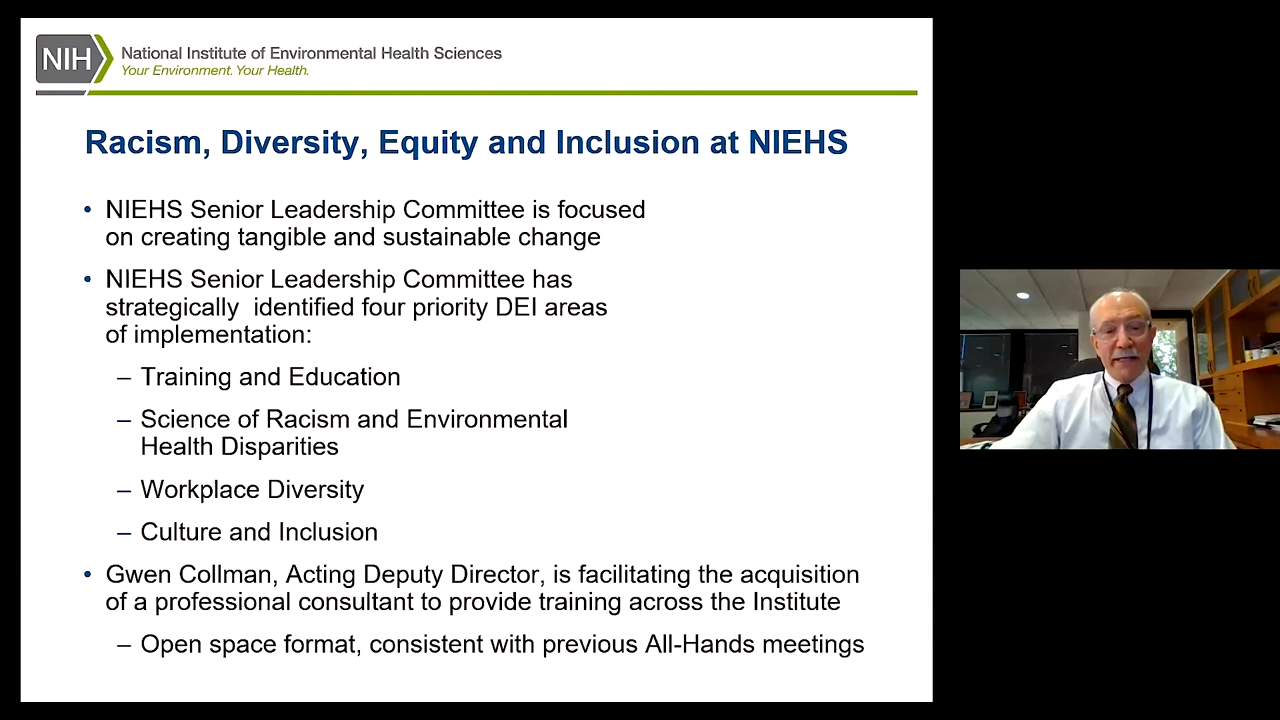 NIH National Institute of Environmental Health Sciences
Your Environment. Your Health.
Racism, Diversity, Equity and Inclusion at NIEHS
• NIEHS Senior Leadership Committee is focused
on creating tangible and sustainable change
• NIEHS Senior Leadership Committee has
strategically identified four priority DEI areas
of implementation:
– Training and Education
– Science of Racism and Environmental
Health Disparities
– Workplace Diversity
– Culture and Inclusion
• Gwen Collman, Acting Deputy Director, is facilitating the acquisition
of a professional consultant to provide training across the Institute
– Open space format, consistent with previous All-Hands meetings